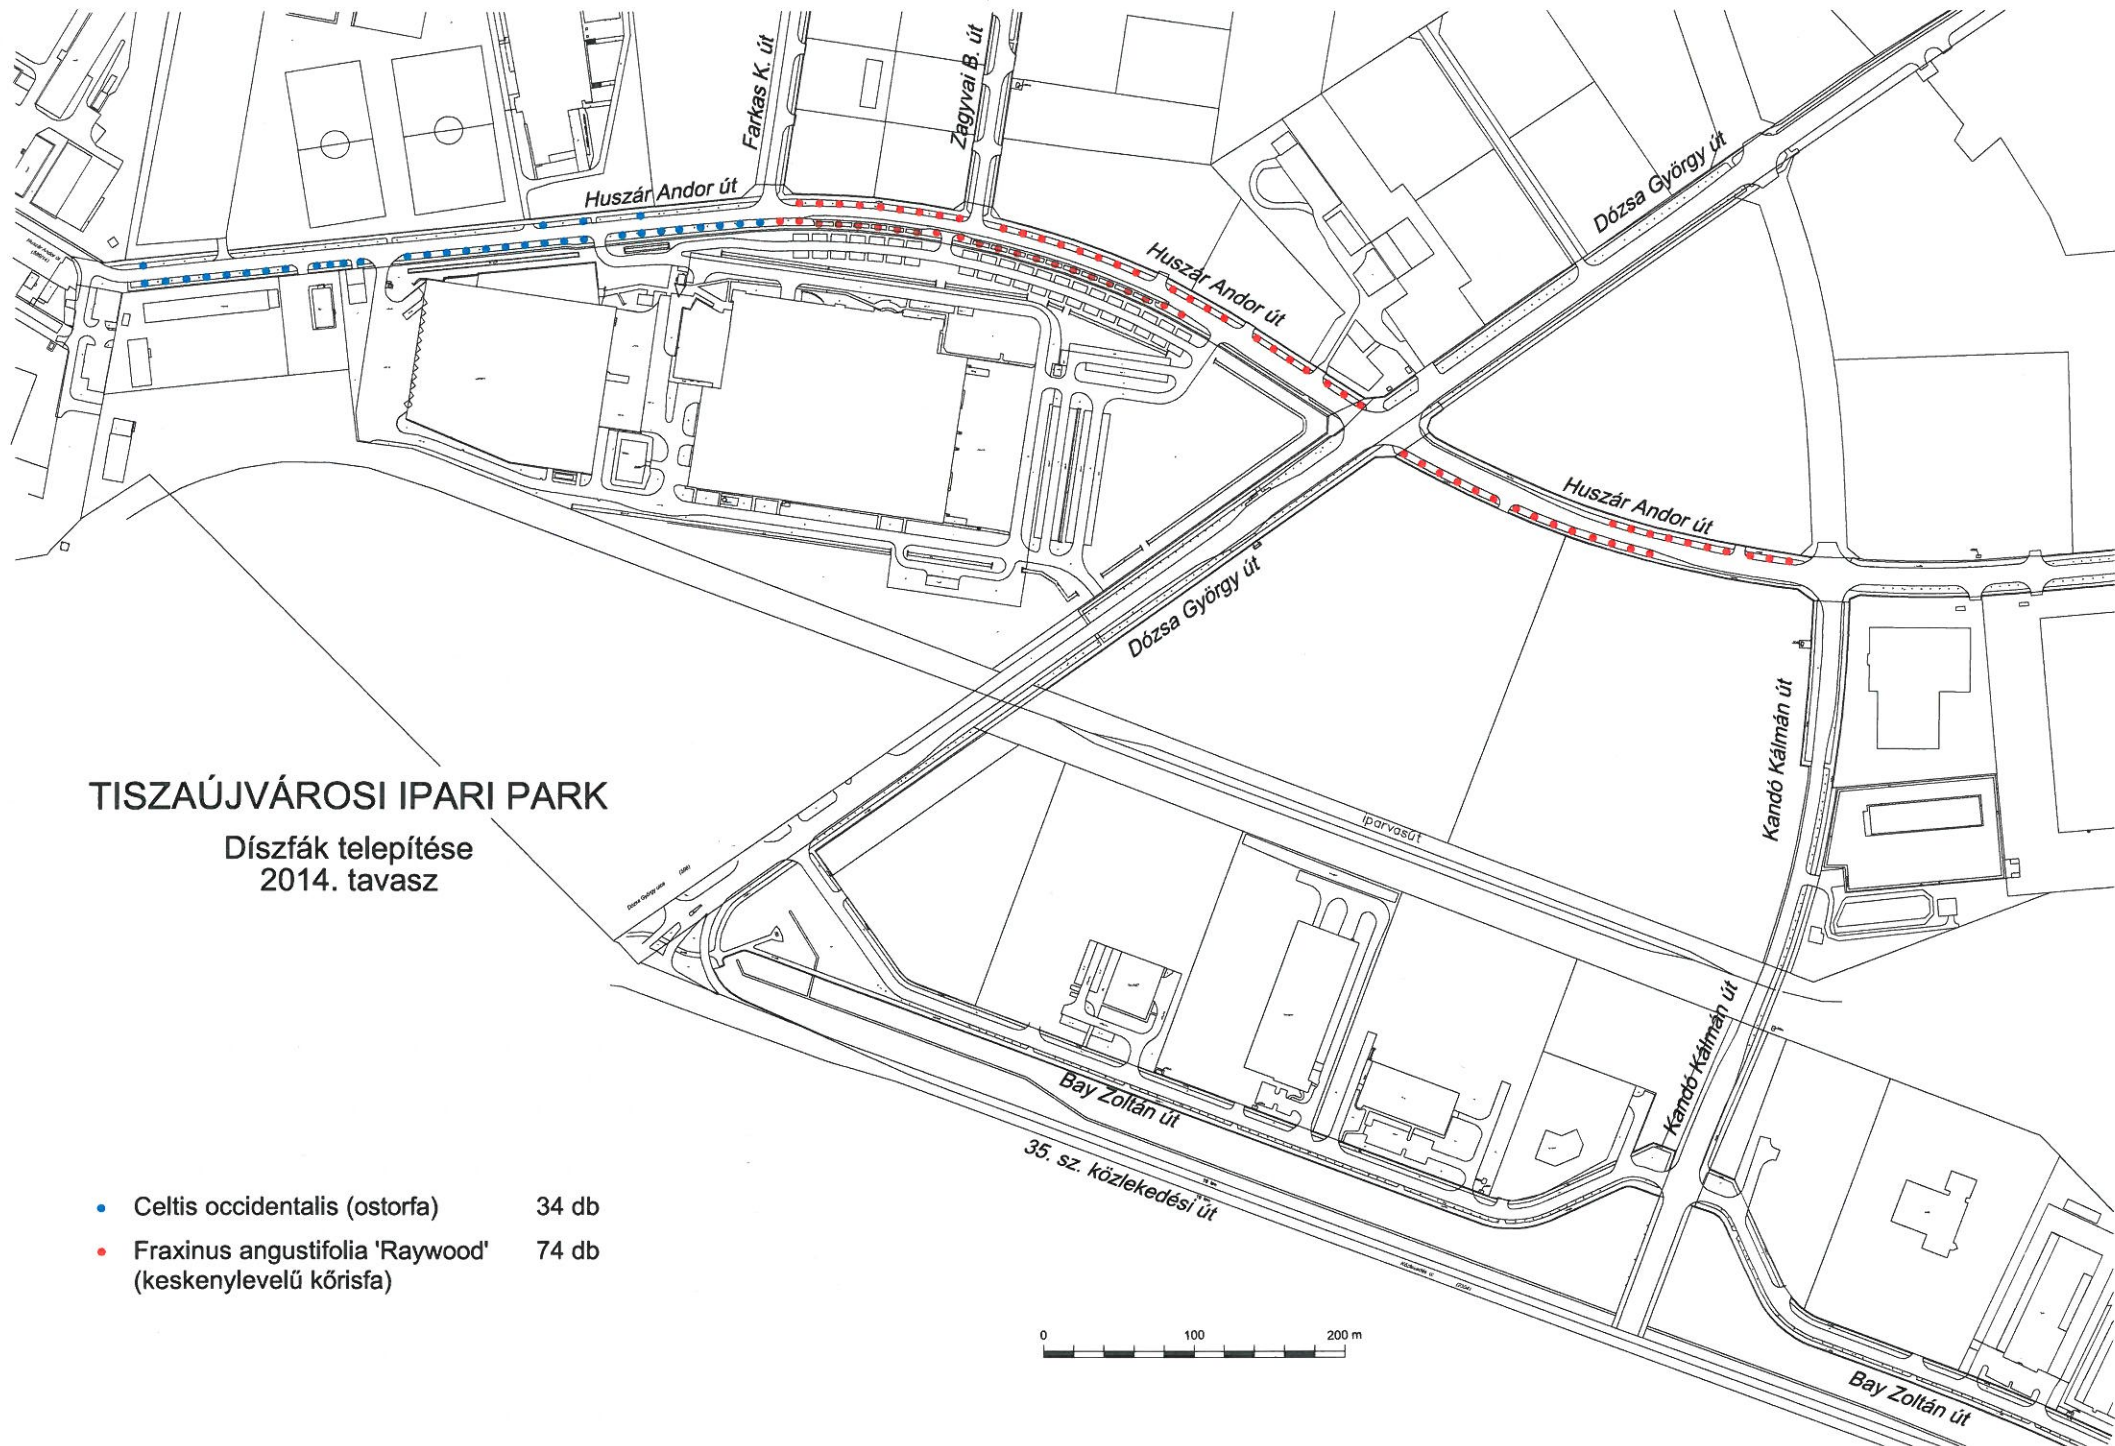 Farkas K. út
Zagyvai B. út
Huszár Andor út
Dózsa György út
Huszár Andor út
Huszár Andor út
Dózsa György út
Kandó Kálmán út
TISZAÚJVÁROSI IPARI PARK
Díszfák telepítése
2014. tavasz
Iparvasút
Kandó Kálmán út
Bay Zoltán út
35. sz. közlekedési út
• Celtis occidentalis (ostorfa) 34 db
• Fraxinus angustifolia 'Raywood' 74 db
(keskenylevelű kőrisfa)
0 100 200 m
Bay Zoltán út